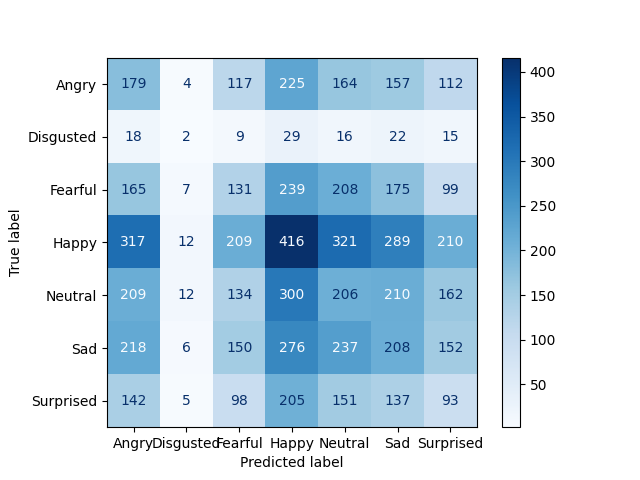 Angry 179 4 117 225 164 157 112
Disgusted 18 2 9 29 16 22 15
Fearful 165 7 131 239 208 175 99
Happy 317 12 209 416 321 289 210
Neutral 209 12 134 300 206 210 162
Sad 218 6 150 276 237 208 152
Surprised 142 5 98 205 151 137 93
Angry Disgusted Fearful Happy Neutral Sad Surprised
Predicted label
True label
400
350
300
250
200
150
100
50